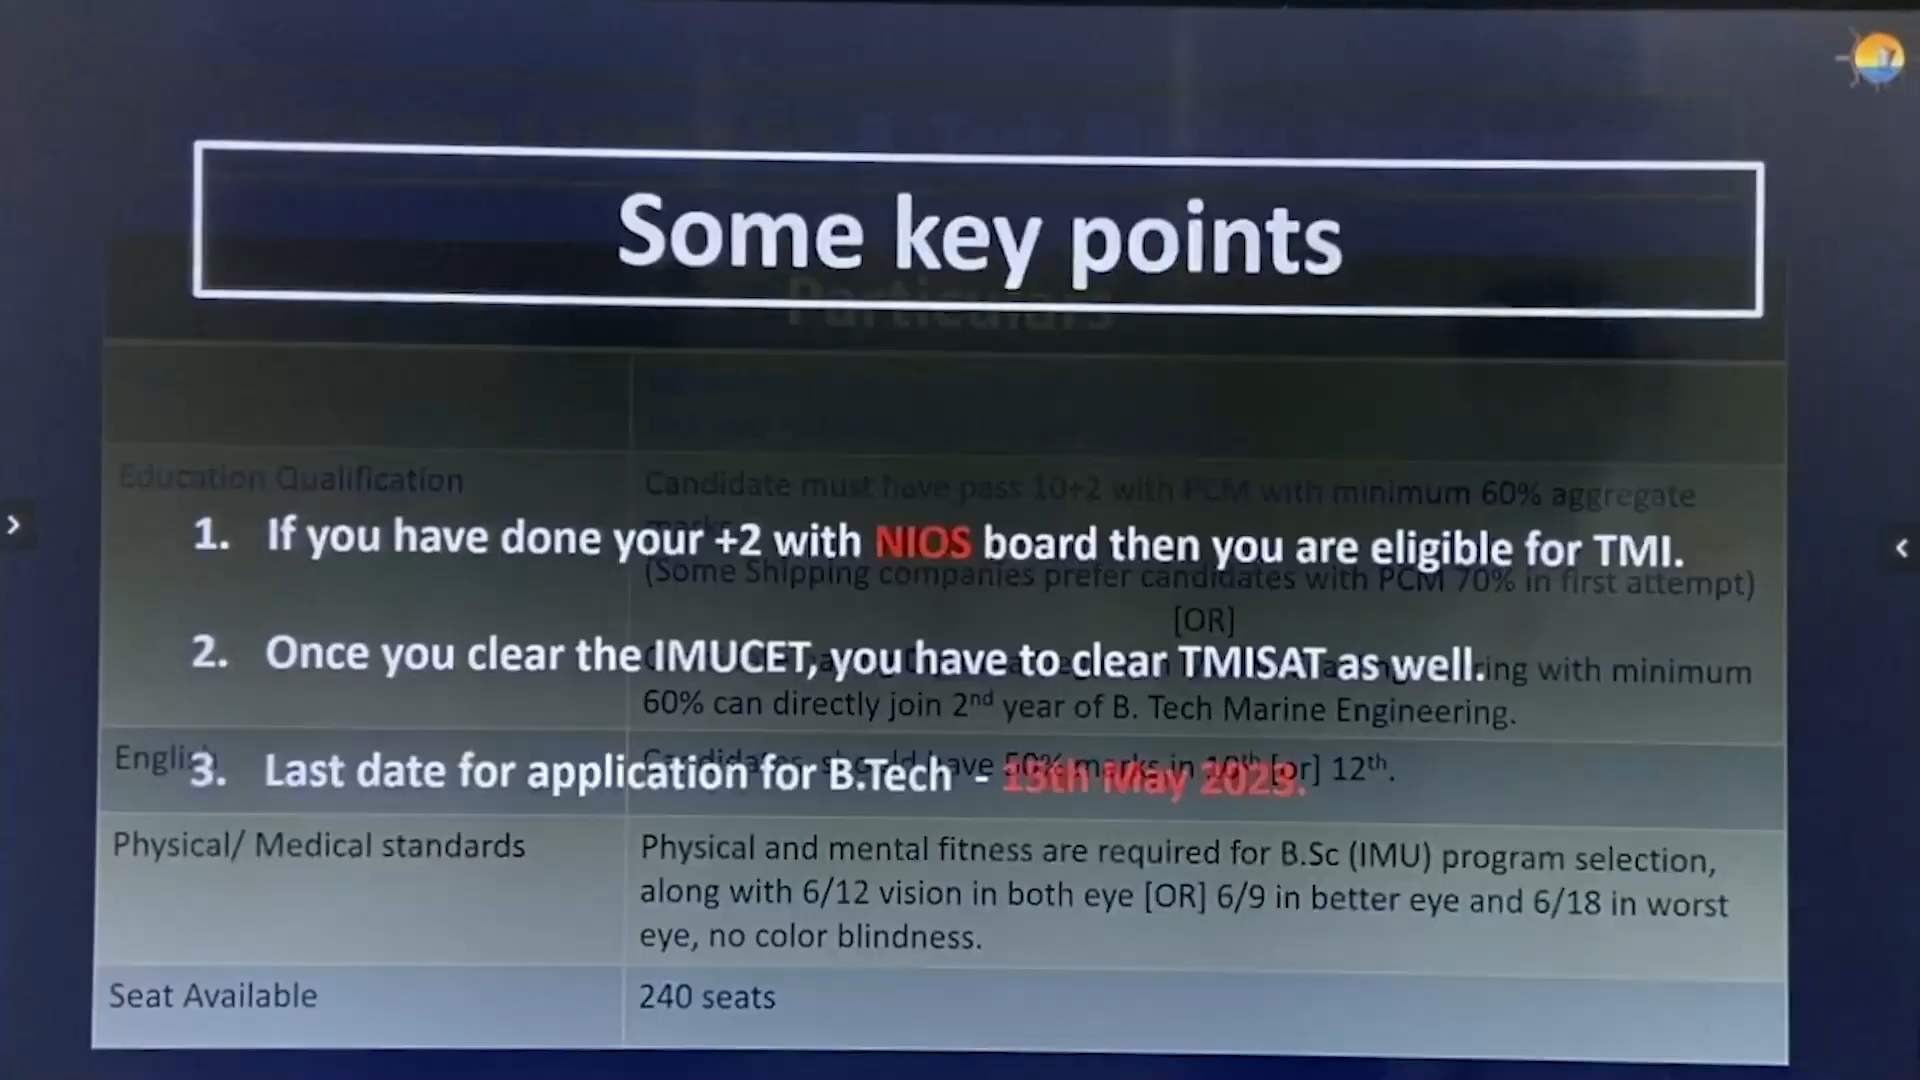 Some key points
Particulars
Education Qualification
Candidate must have pass 10+2 with PCM with minimum 60% aggregate
marks
1. If you have done your +2 with NIOS board then you are eligible for TMI.
(Some Shipping companies prefer candidates with PCM 70% in first attempt)
[OR]
2. Once you clear the IMUCET, you have to clear TMISAT as well.
ing with minimum
60% can directly join 2nd year of B. Tech Marine Engineering.
English
Candidates should have 50% marks in 10th [or] 12th.
3. Last date for application for B.Tech - 13th May 2023.
Physical/ Medical standards
Physical and mental fitness are required for B.Sc (IMU) program selection,
along with 6/12 vision in both eye [OR] 6/9 in better eye and 6/18 in worst
eye, no color blindness.
Seat Available
240 seats